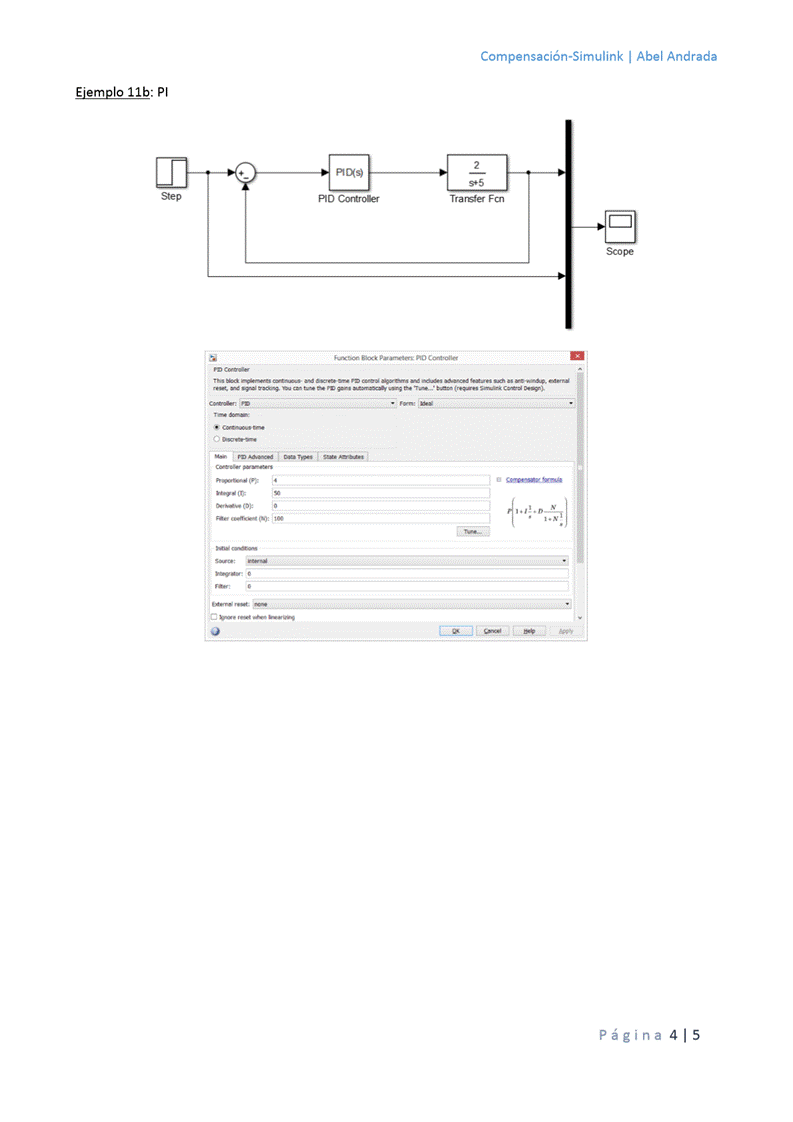 Compensación-Simulink | Abel Andrada
Ejemplo 11b: PI
Step
+
_
PID(s)
PID Controller
2
s+5
Transfer Fcn
Scope
Function Block Parameters: PID Controller
PID Controller
This block implements continuous- and discrete-time PID control algorithms and includes advanced features such as anti-windup, external
reset, and signal tracking. You can tune the PID gains automatically using the 'Tune...' button (requires Simulink Control Design).
Controller: PID Form: Ideal
Time domain:
Continuous-time
Discrete-time
Main PID Advanced Data Types State Attributes
Controller parameters
Proportional (P): 4
Compensator formula
Integral (I): 50
Derivative (D): 0
Filter coefficient (N): 100
P(1+I 1/s +D N/(1+N 1/s))
Tune...
Initial conditions
Source: internal
Integrator: 0
Filter: 0
External reset: none
Ignore reset when linearizing
OK Cancel Help Apply
Página 4 | 5